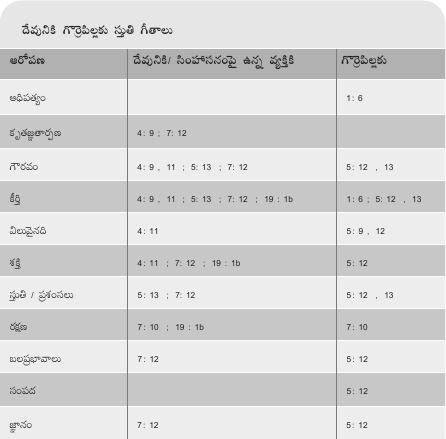 దేవునికి గొర్రెపిల్లకు స్తుతి గీతాలు
ఆరోపణ దేవునికి/ సింహాసనంపై ఉన్న వ్యక్తికి గొర్రెపిల్లకు
ఆధిపత్యం 1: 6
కృతజ్ఞతార్పణ 4: 9 ; 7: 12
గౌరవం 4: 9 , 11 ; 5: 13 ; 7: 12 5: 12 , 13
కీర్తి 4: 9 , 11 ; 5: 13 ; 7: 12 ; 19 : 1b 1: 6 ; 5: 12 , 13
విలువైనది 4: 11 5: 9 , 12
శక్తి 4: 11 ; 7: 12 ; 19 : 1b 5: 12
స్తుతి / ప్రశంసలు 5: 13 ; 7: 12 5: 12 , 13
రక్షణ 7: 10 ; 19 : 1b 7: 10
బలప్రభావాలు 7: 12 5: 12
సంపద 5: 12
జ్ఞానం 7: 12 5: 12